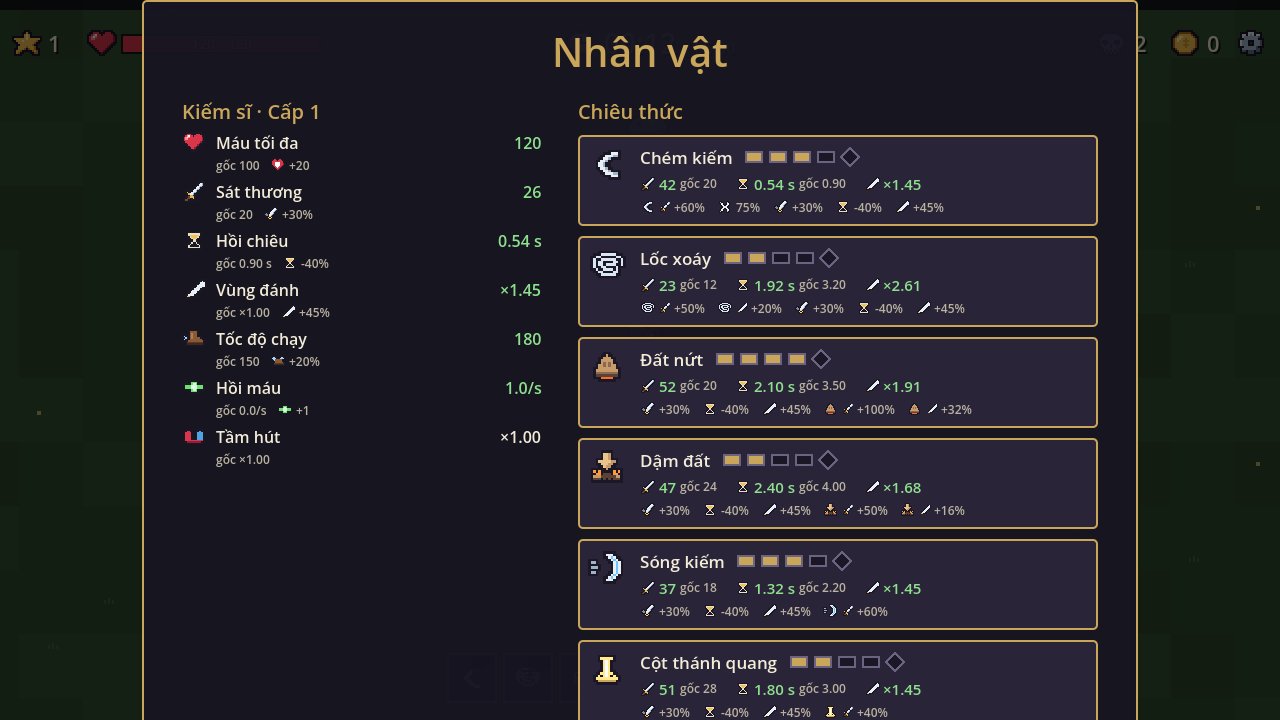 Nhân vật
1
2
0
Kiếm sĩ · Cấp 1
Máu tối đa 120
gốc 100 +20
Sát thương 26
gốc 20 +30%
Hồi chiêu 0.54 s
gốc 0.90 s -40%
Vùng đánh ×1.45
gốc ×1.00 +45%
Tốc độ chạy 180
gốc 150 +20%
Hồi máu 1.0/s
gốc 0.0/s +1
Tầm hút ×1.00
gốc ×1.00
Chiêu thức
Chém kiếm
42 gốc 20 0.54 s gốc 0.90 ×1.45
+60% 75% +30% -40% +45%
Lốc xoáy
23 gốc 12 1.92 s gốc 3.20 ×2.61
+50% +20% +30% -40% +45%
Đất nứt
52 gốc 20 2.10 s gốc 3.50 ×1.91
+30% -40% +45% +100% +32%
Dậm đất
47 gốc 24 2.40 s gốc 4.00 ×1.68
+30% -40% +45% +50% +16%
Sóng kiếm
37 gốc 18 1.32 s gốc 2.20 ×1.45
+30% -40% +45% +60%
Cột thánh quang
51 gốc 28 1.80 s gốc 3.00 ×1.45
+30% -40% +45% +40%